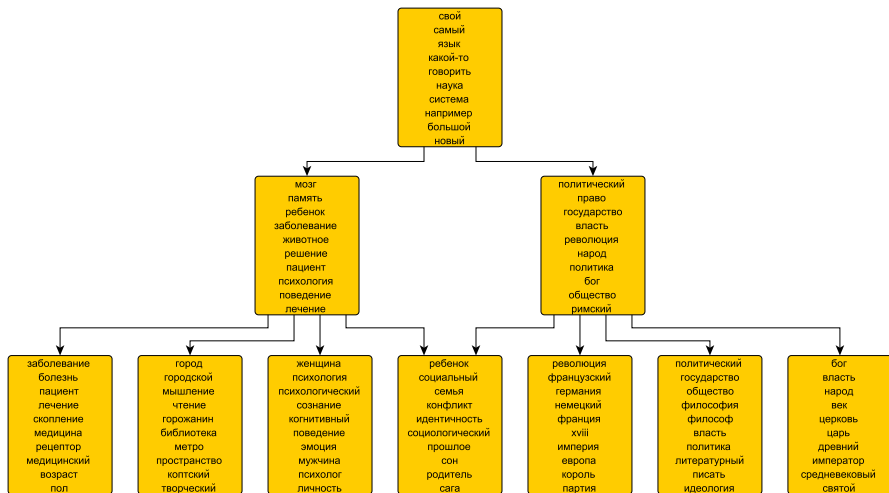 свой
самый
язык
какой-то
говорить
наука
система
например
большой
новый
мозг
память
ребенок
заболевание
животное
решение
пациент
психология
поведение
лечение
политический
право
государство
власть
революция
народ
политика
бог
общество
римский
заболевание
болезнь
пациент
лечение
скопление
медицина
рецептор
медицинский
возраст
пол
город
городской
мышление
чтение
горожанин
библиотека
метро
пространство
коптский
творческий
женщина
психология
психологический
сознание
когнитивный
поведение
эмоция
мужчина
психолог
личность
ребенок
социальный
семья
конфликт
идентичность
социологический
прошлое
сон
родитель
сага
революция
французский
германия
немецкий
франция
xviii
империя
европа
король
партия
политический
государство
общество
философия
философ
власть
политика
литературный
писать
идеология
бог
власть
народ
век
церковь
царь
древний
император
средневековый
святой